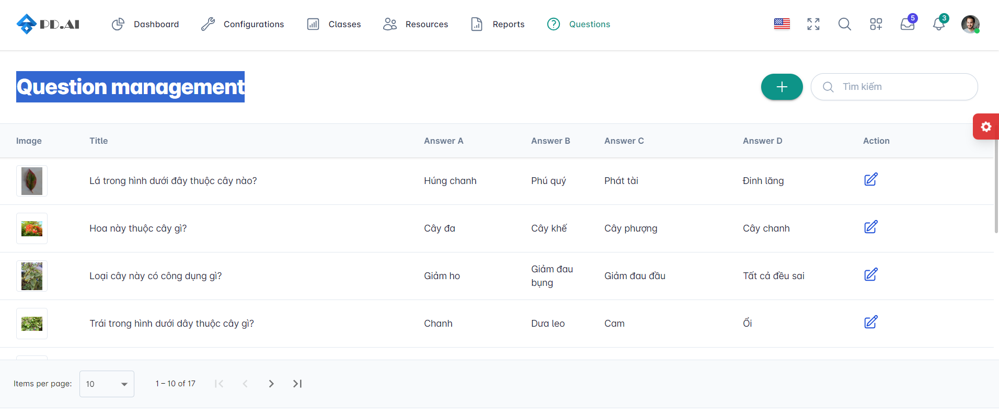 PD.AI Dashboard Configurations Classes Resources Reports Questions 5 3
Question management Tìm kiếm
Image Title Answer A Answer B Answer C Answer D Action
Lá trong hình dưới đây thuộc cây nào? Húng chanh Phú quý Phát tài Đinh lăng
Hoa này thuộc cây gì? Cây đa Cây khế Cây phượng Cây chanh
Loại cây này có công dụng gì? Giảm ho Giảm đau bụng Giảm đau đầu Tất cả đều sai
Trái trong hình dưới dây thuộc cây gì? Chanh Dưa leo Cam Ổi
Items per page: 10 1 – 10 of 17